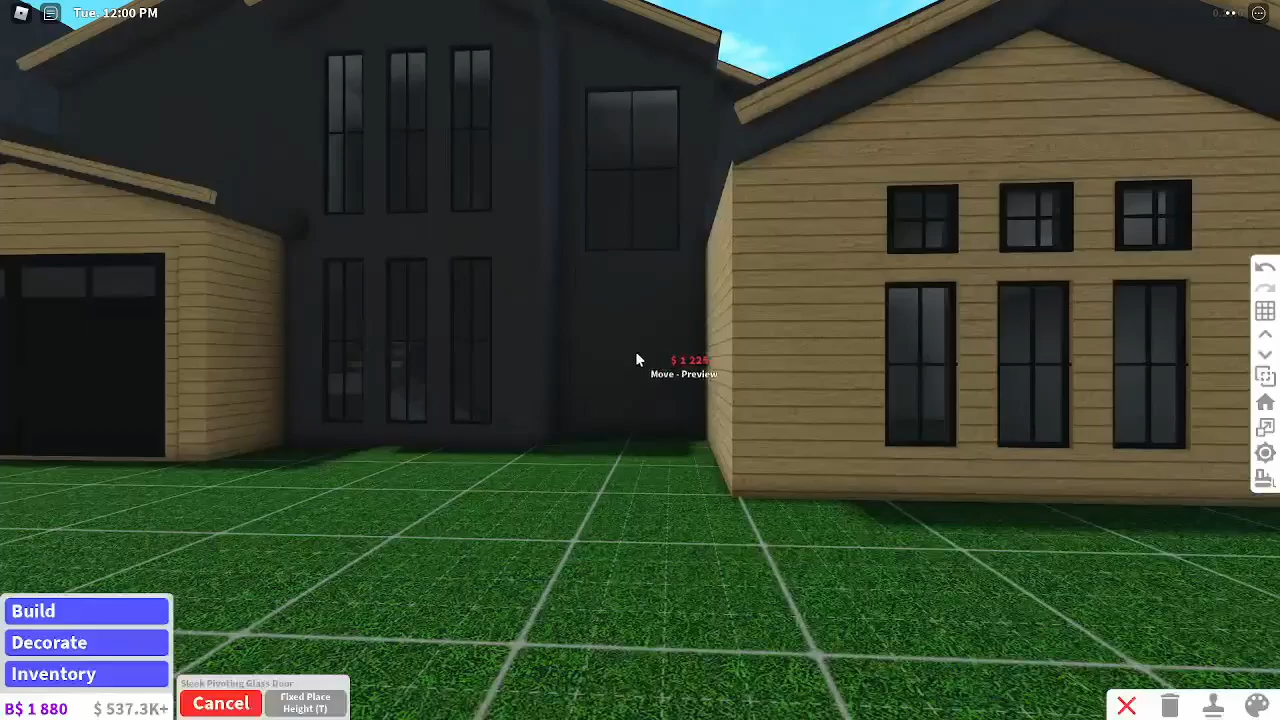 Tue. 12:00 PM
$ 1 225
Move - Preview
Build
Decorate
Inventory
B$ 1 880 $ 537.3K+
Sleek Pivoting Glass Door
Cancel
Fixed Place
Height (T)